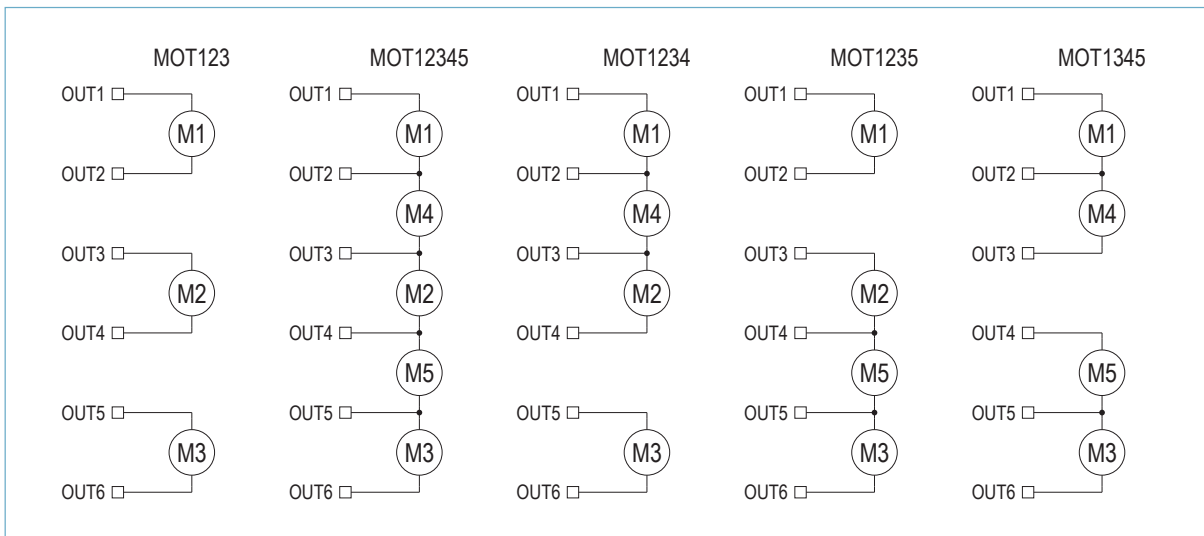 MOT123 MOT12345 MOT1234 MOT1235 MOT1345
OUT1 OUT1 OUT1 OUT1 OUT1
M1 M1 M1 M1 M1
OUT2 OUT2 OUT2 OUT2 OUT2
M4 M4 M4
OUT3 OUT3 OUT3 OUT3 OUT3
M2 M2 M2 M2
OUT4 OUT4 OUT4 OUT4 OUT4
M5 M5 M5
OUT5 OUT5 OUT5 OUT5 OUT5
M3 M3 M3 M3 M3
OUT6 OUT6 OUT6 OUT6 OUT6